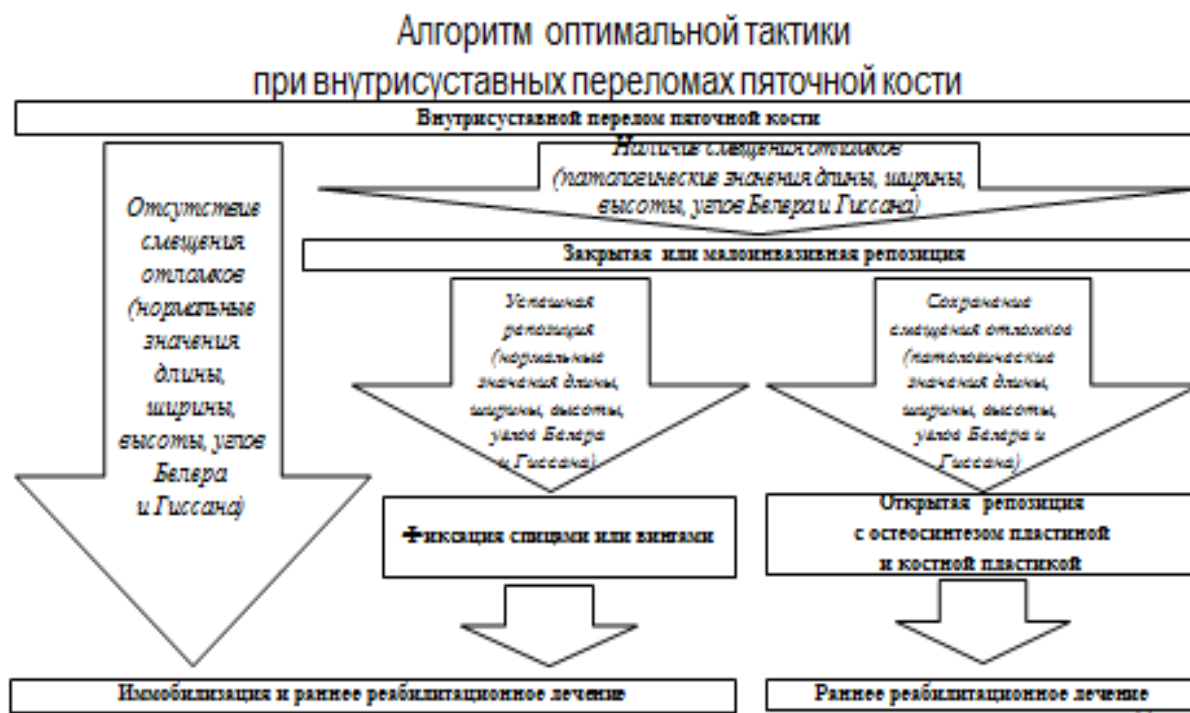 Алгоритм оптимальной тактики
при внутрисуставных переломах пяточной кости
Внутрисуставной перелом пяточной кости
Отсутствие
смещения
отломков
(нормальные
значения
длины,
ширины,
высоты, углов
Белера
и Гиссана)
Наличие смещения отломков
(патологические значения длины, ширины,
высоты, углов Белера и Гиссана)
Закрытая или малоинвазивная репозиция
Успешная
репозиция
(нормальные
значения длины,
ширины, высоты,
углов Белера
и Гиссана)
Сохранение
смещения отломков
(патологические
значения длины,
ширины, высоты,
углов Белера и
Гиссана)
Фиксация спицами или винтами
Открытая репозиция
с остеосинтезом пластиной
и костной пластикой
Иммобилизация и раннее реабилитационное лечение
Раннее реабилитационное лечение